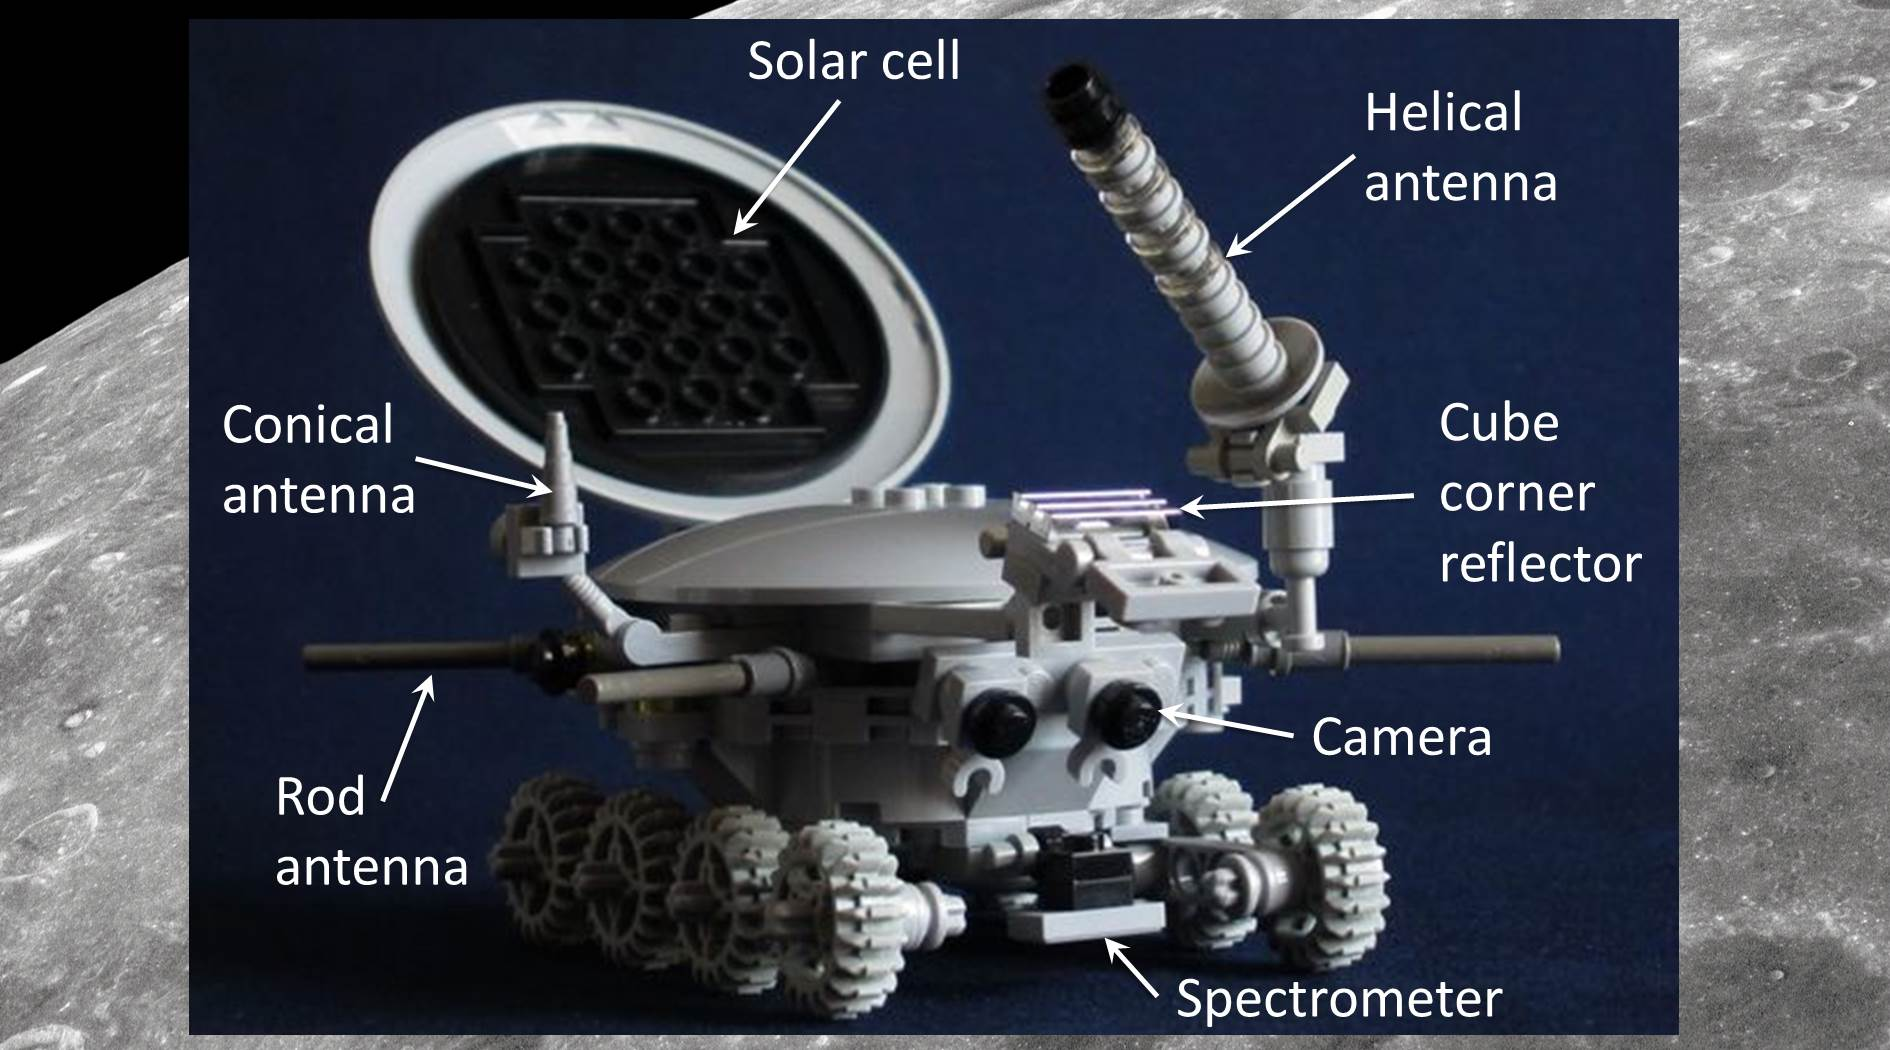 Solar cell
Helical
antenna
Conical
antenna
Cube
corner
reflector
Camera
Rod
antenna
Spectrometer